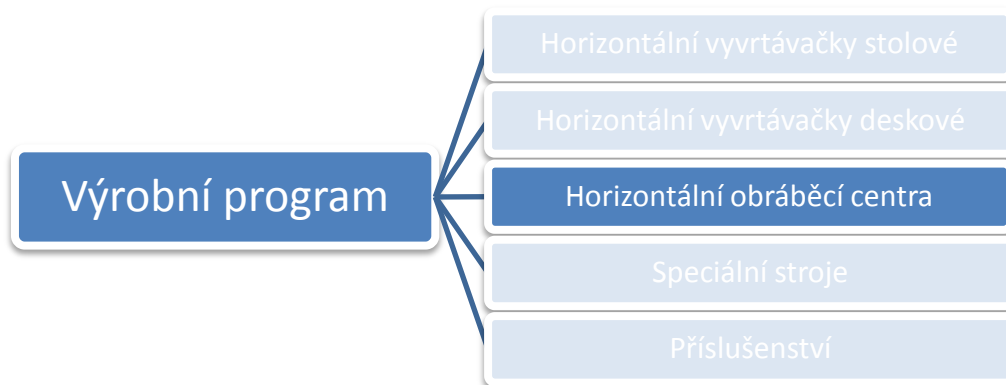 Výrobní program
Horizontální vyvrtávačky stolové
Horizontální vyvrtávačky deskové
Horizontální obráběcí centra
Speciální stroje
Příslušenství